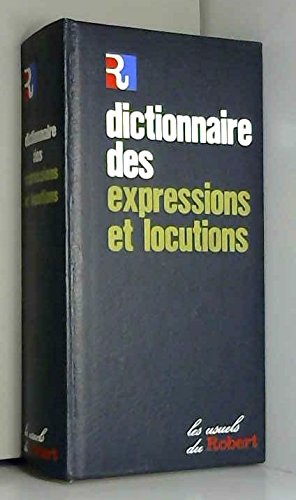 R
dictionnaire
des
expressions
et locutions
les usuels
du Robert
R
dictionnaire
des
expressions
et locutions
les usuels
du Robert